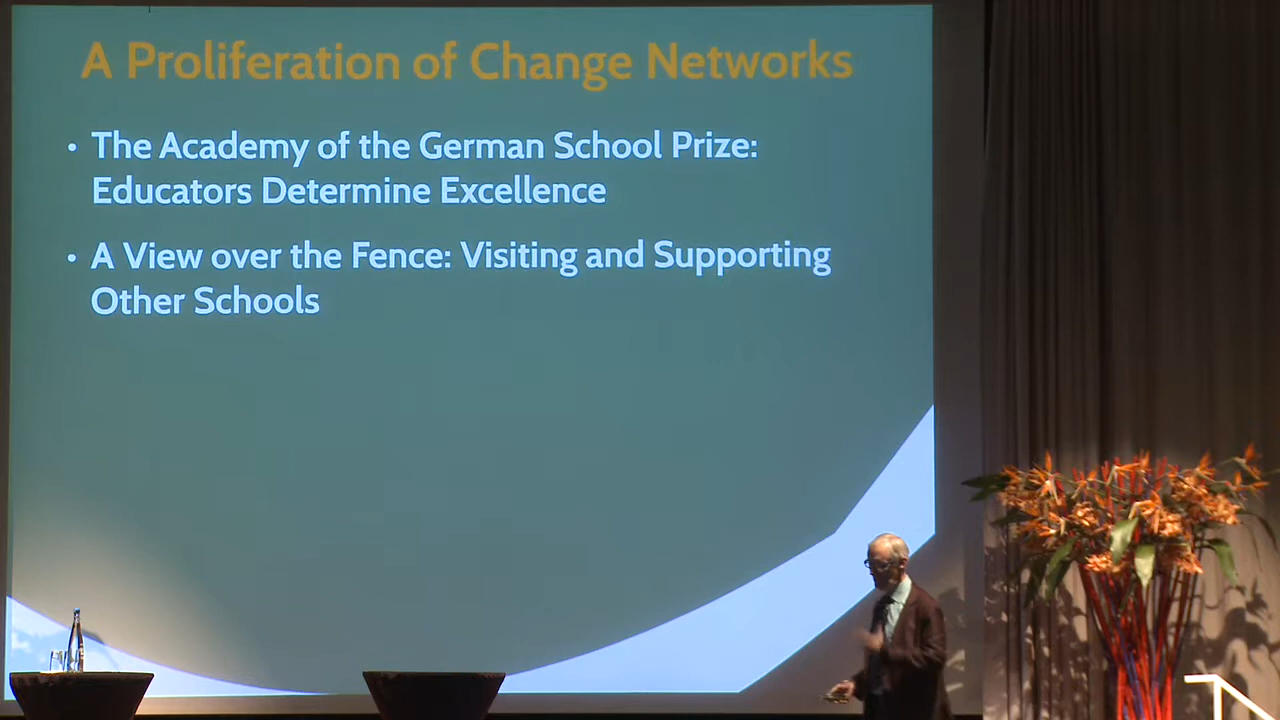 A Proliferation of Change Networks
• The Academy of the German School Prize:
Educators Determine Excellence
• A View over the Fence: Visiting and Supporting
Other Schools